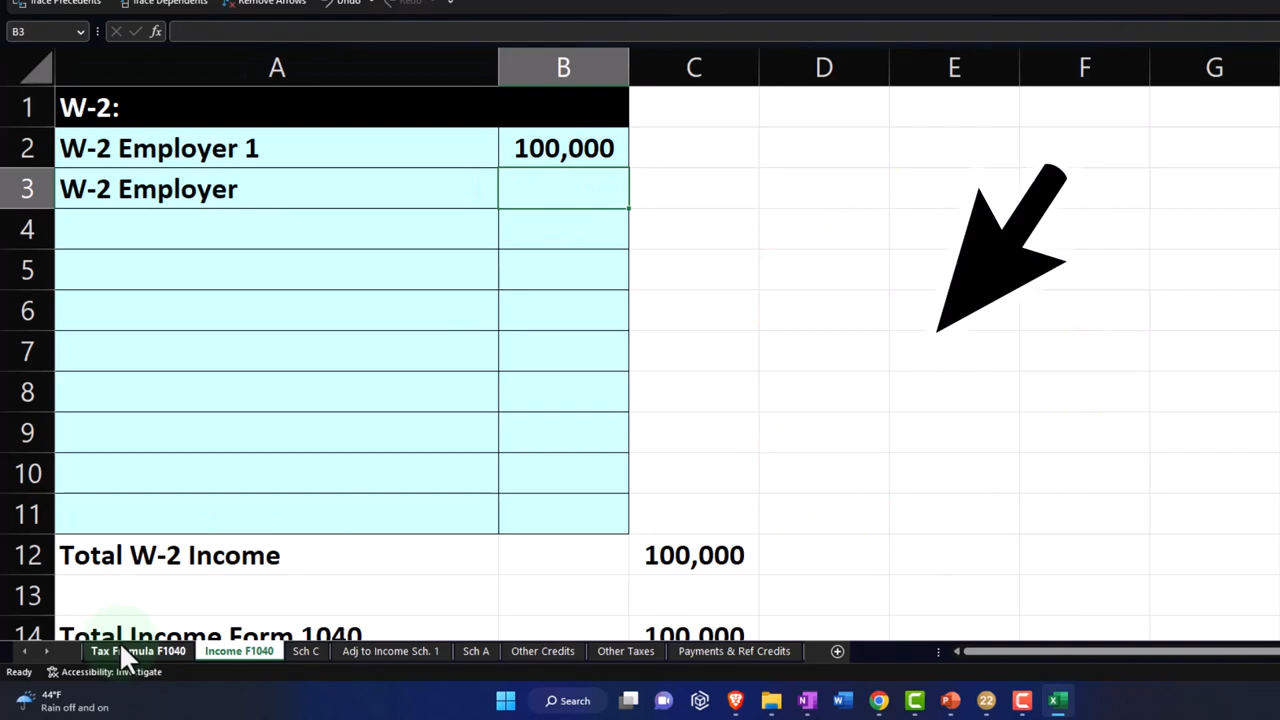 Trace Precedents Trace Dependents Remove Arrows Undo Redo
B3 fx
A B C D E F G
1 W-2:
2 W-2 Employer 1 100,000
3 W-2 Employer
4
5
6
7
8
9
10
11
12 Total W-2 Income 100,000
13
14 Total Income Form 1040 100,000
Tax Formula F1040 Income F1040 Sch C Adj to Income Sch. 1 Sch A Other Credits Other Taxes Payments & Ref Credits
Ready Accessibility: Investigate
44°F
Rain off and on
Search
22